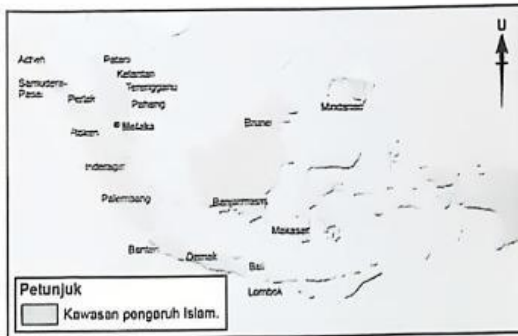 U
Acheh
Patani
Kelantan
Samudera-
Pasai
Terengganu
Perlak
Pahang
Mindanao
Melaka
Brunei
Rokan
Inderagiri
Palembang
Banjarmasin
Makasar
Banten
Demak
Bali
Lombok
Petunjuk
Kawasan pengaruh Islam.